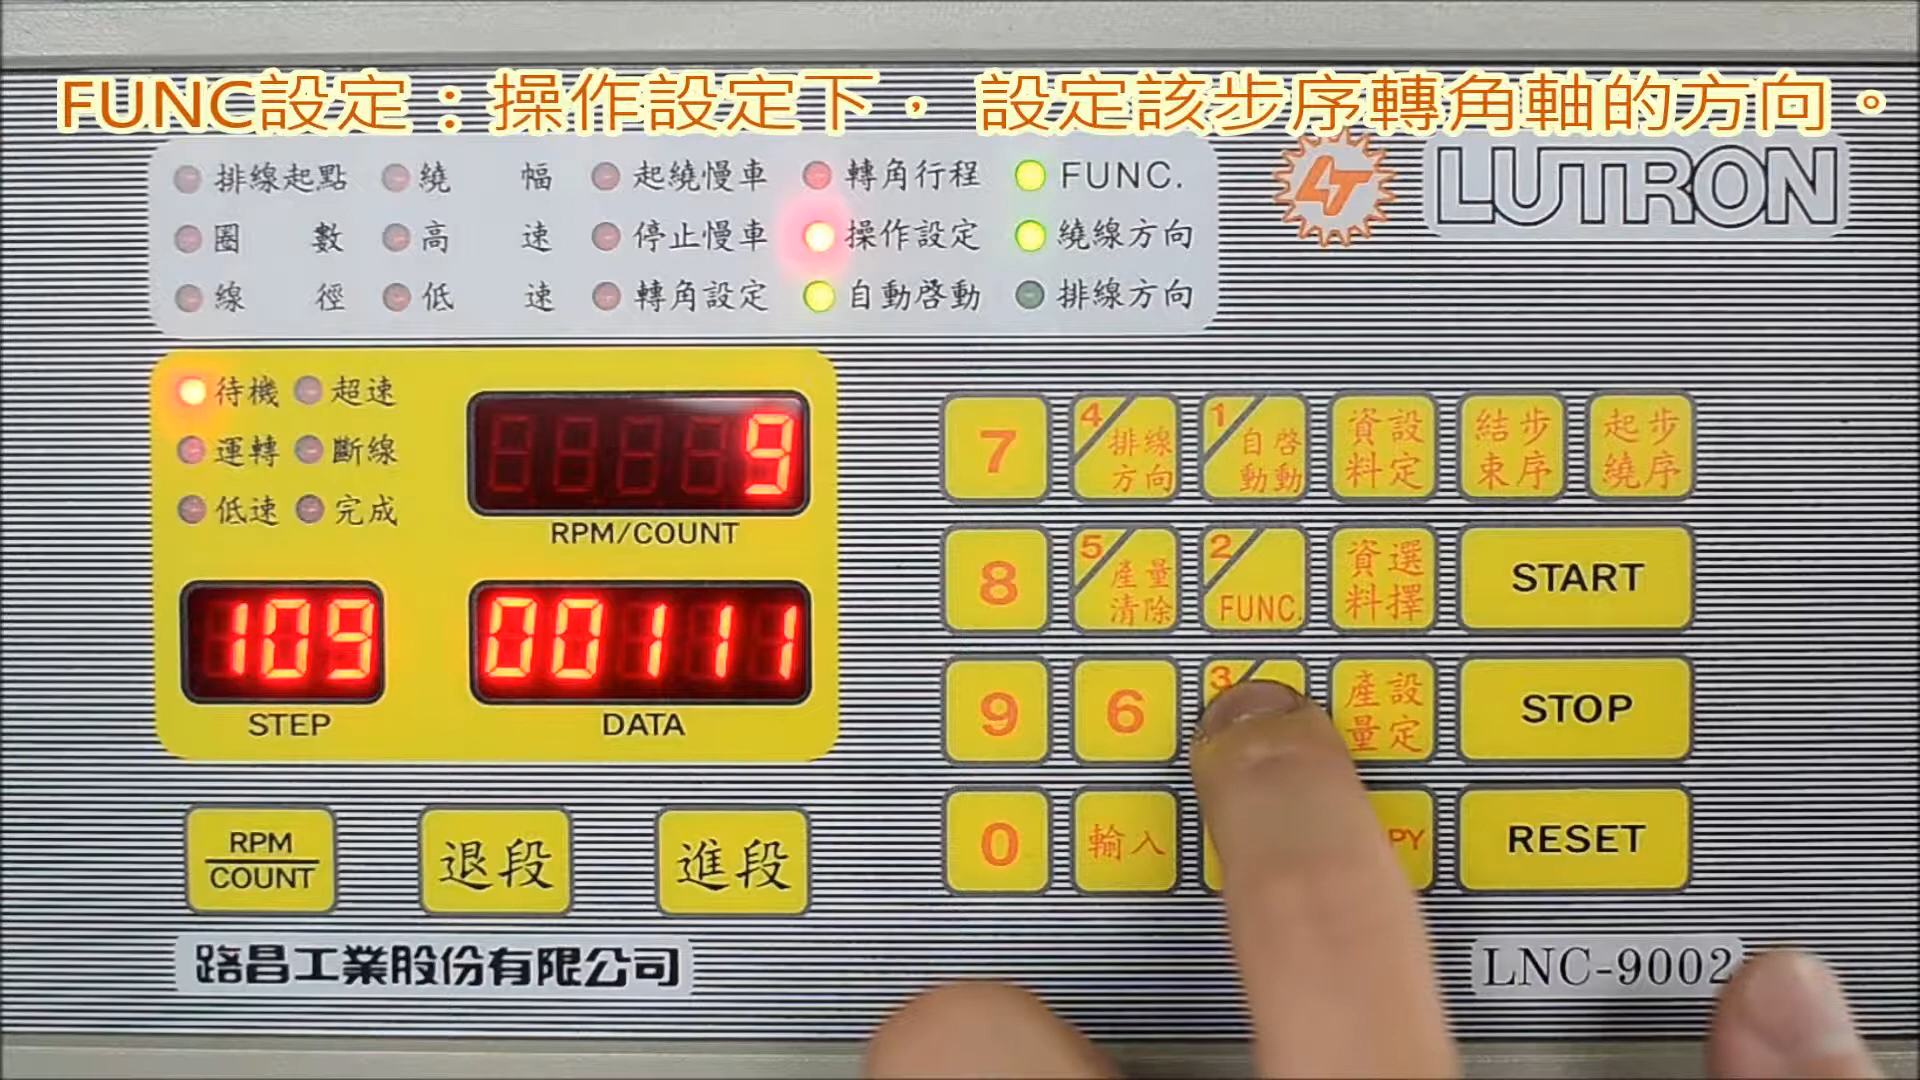 FUNC設定：操作設定下， 設定該步序轉角軸的方向。
LUTRON
排線起點 繞幅 起繞慢車 轉角行程 FUNC.
圈數 高速 停止慢車 操作設定 繞線方向
線徑 低速 轉角設定 自動啓動 排線方向
待機 超速
運轉 斷線
低速 完成
9
RPM/COUNT
109 00111
STEP DATA
7 4 排線方向 1 自動啓動 資料設定 結束步序 起繞步序
8 5 產量清除 2 FUNC. 資料選擇 START
9 6 3 產量設定 STOP
0 輸入 PY RESET
RPM COUNT 退段 進段
路昌工業股份有限公司
LNC-9002